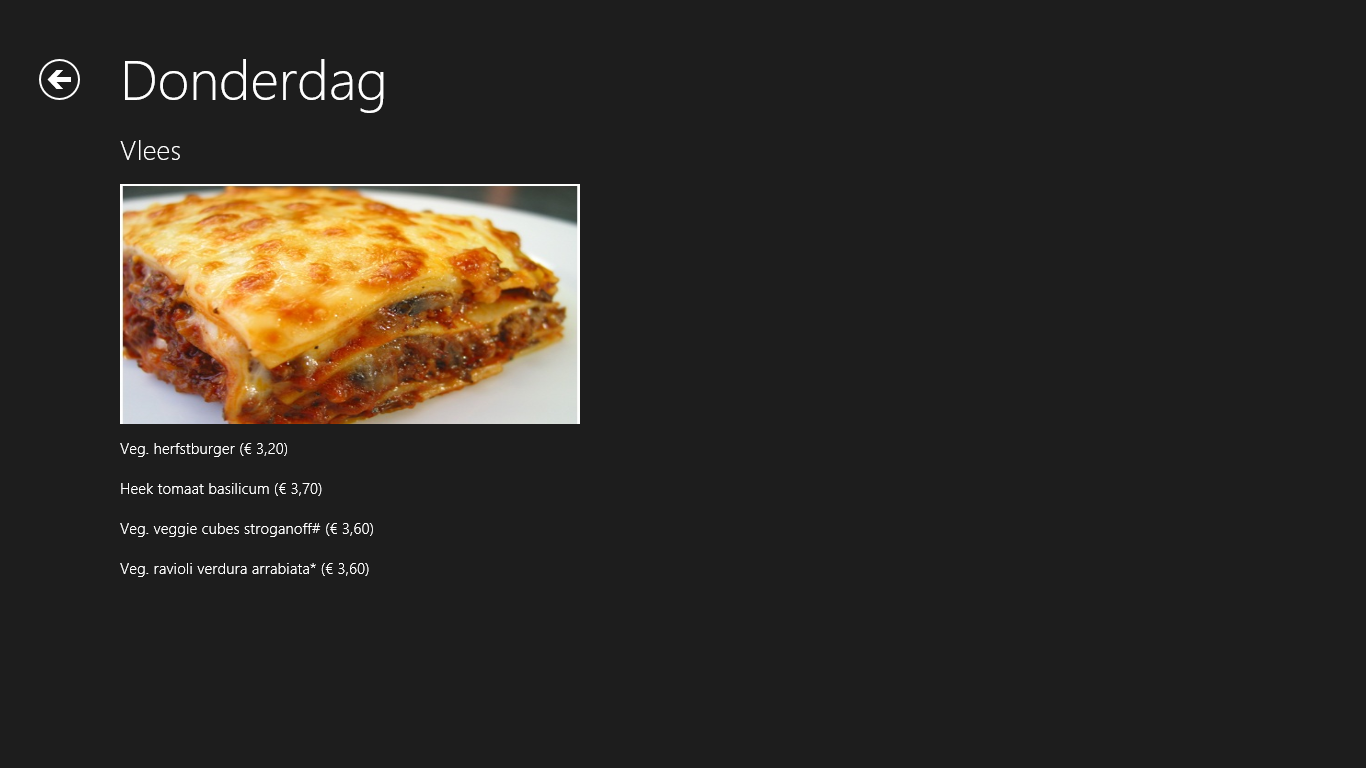 Donderdag
Vlees
Veg. herfstburger (€ 3,20)
Heek tomaat basilicum (€ 3,70)
Veg. veggie cubes stroganoff# (€ 3,60)
Veg. ravioli verdura arrabiata* (€ 3,60)